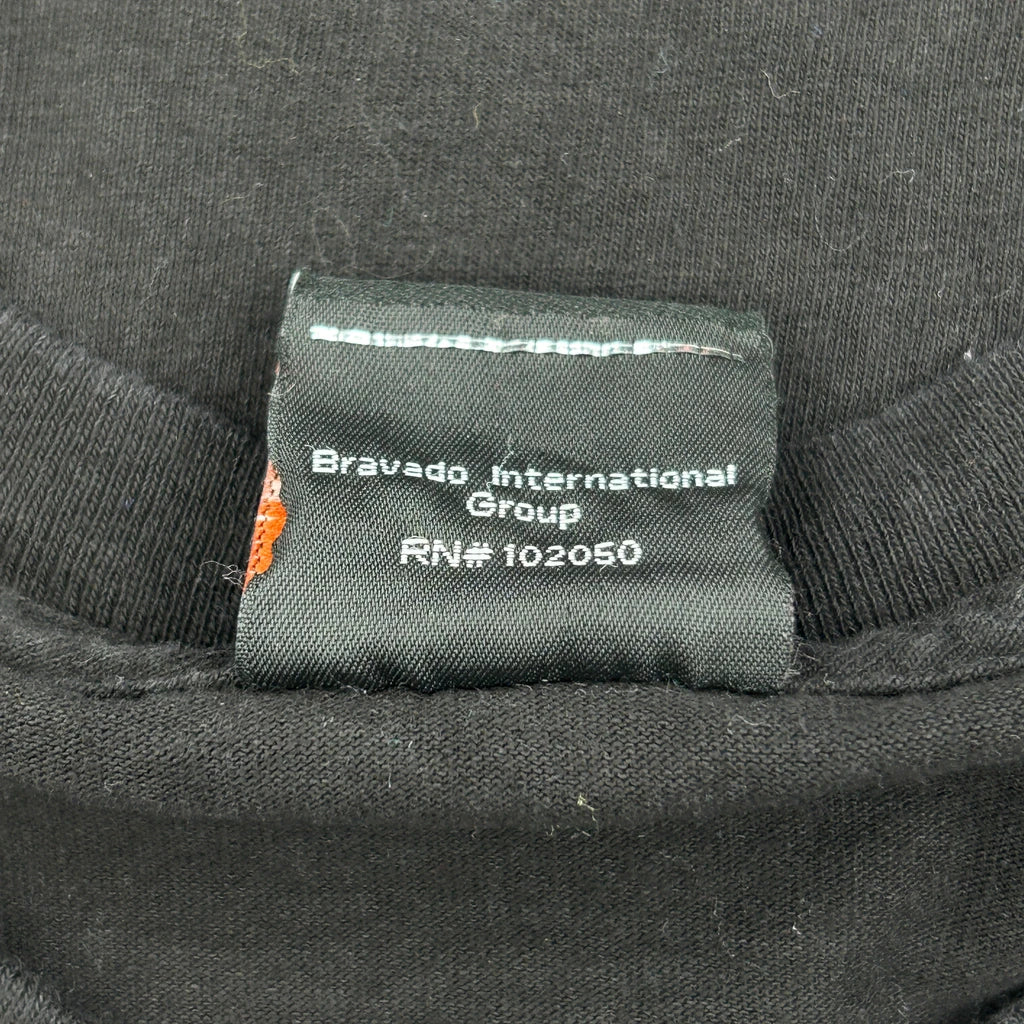 Bravado International
Group
RN# 102050